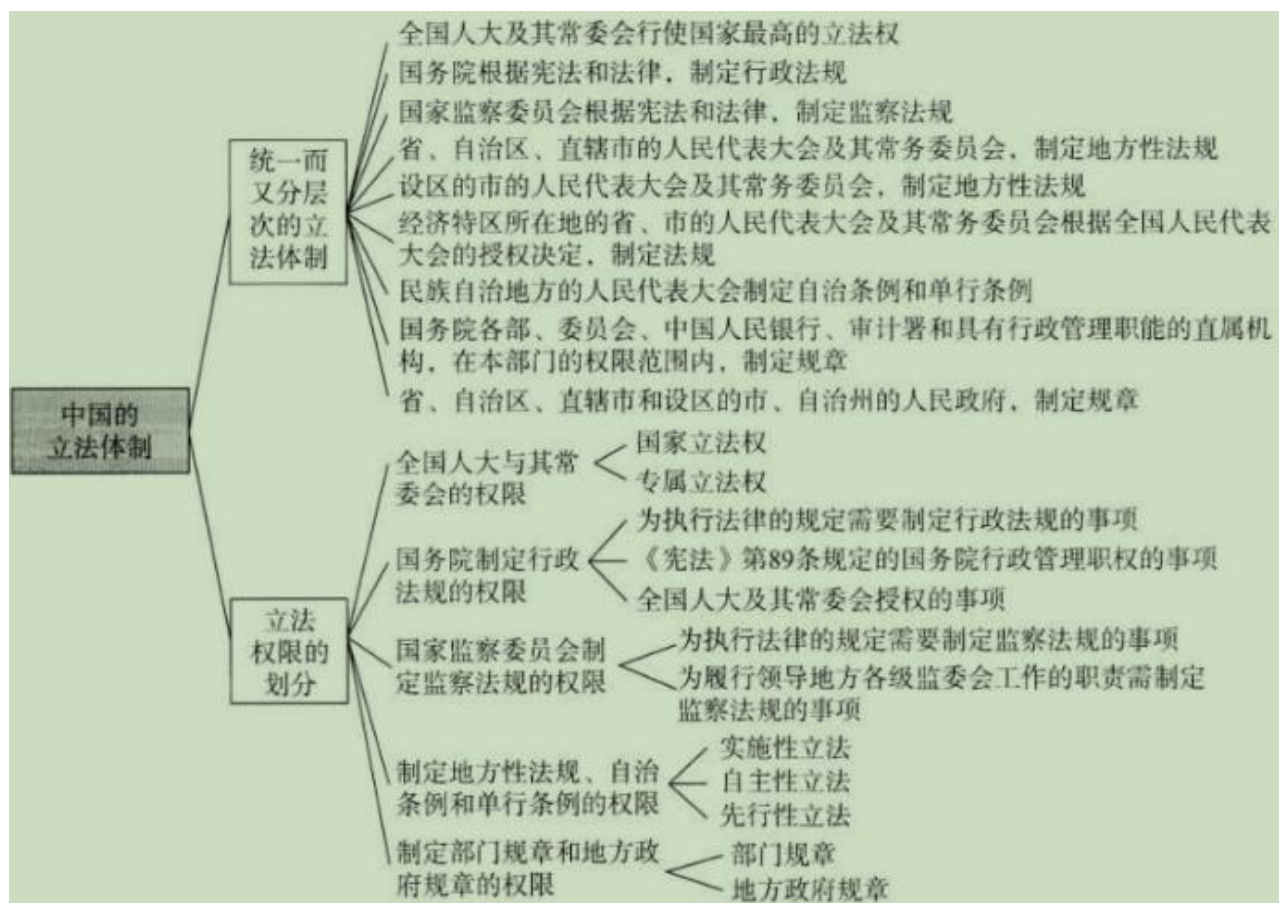 中国的
立法体制
统一而
又分层
次的立
法体制
全国人大及其常委会行使国家最高的立法权
国务院根据宪法和法律，制定行政法规
国家监察委员会根据宪法和法律，制定监察法规
省、自治区、直辖市的人民代表大会及其常务委员会，制定地方性法规
设区的市的人民代表大会及其常务委员会，制定地方性法规
经济特区所在地的省、市的人民代表大会及其常务委员会根据全国人民代表
大会的授权决定，制定法规
民族自治地方的人民代表大会制定自治条例和单行条例
国务院各部、委员会、中国人民银行、审计署和具有行政管理职能的直属机
构，在本部门的权限范围内，制定规章
省、自治区、直辖市和设区的市、自治州的人民政府，制定规章
立法
权限的
划分
全国人大与其常
委会的权限
国家立法权
专属立法权
国务院制定行政
法规的权限
为执行法律的规定需要制定行政法规的事项
《宪法》第89条规定的国务院行政管理职权的事项
全国人大及其常委会授权的事项
国家监察委员会制
定监察法规的权限
为执行法律的规定需要制定监察法规的事项
为履行领导地方各级监委会工作的职责需制定
监察法规的事项
制定地方性法规、自治
条例和单行条例的权限
实施性立法
自主性立法
先行性立法
制定部门规章和地方政
府规章的权限
部门规章
地方政府规章